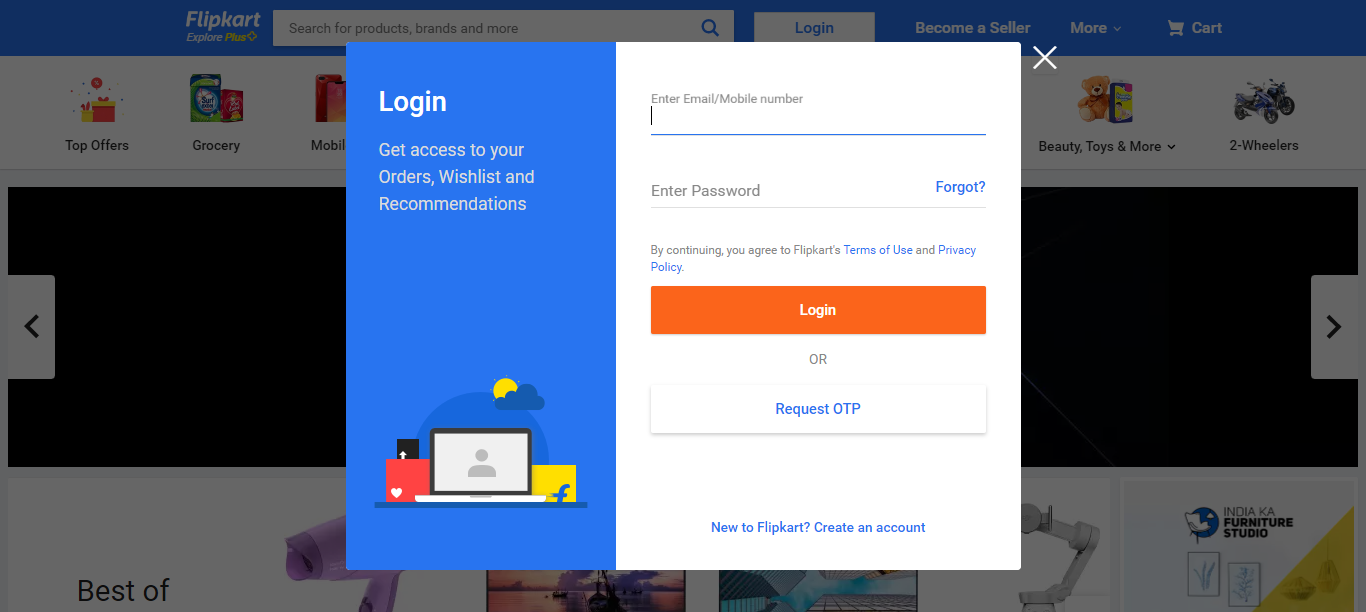 Flipkart
Explore Plus
Search for products, brands and more
Login
Become a Seller
More
Cart
Top Offers
Grocery
Beauty, Toys & More
2-Wheelers
Login
Get access to your
Orders, Wishlist and
Recommendations
Enter Email/Mobile number
Enter Password
Forgot?
By continuing, you agree to Flipkart's Terms of Use and Privacy
Policy.
Login
OR
Request OTP
New to Flipkart? Create an account
Best of
INDIA KA
FURNITURE
STUDIO